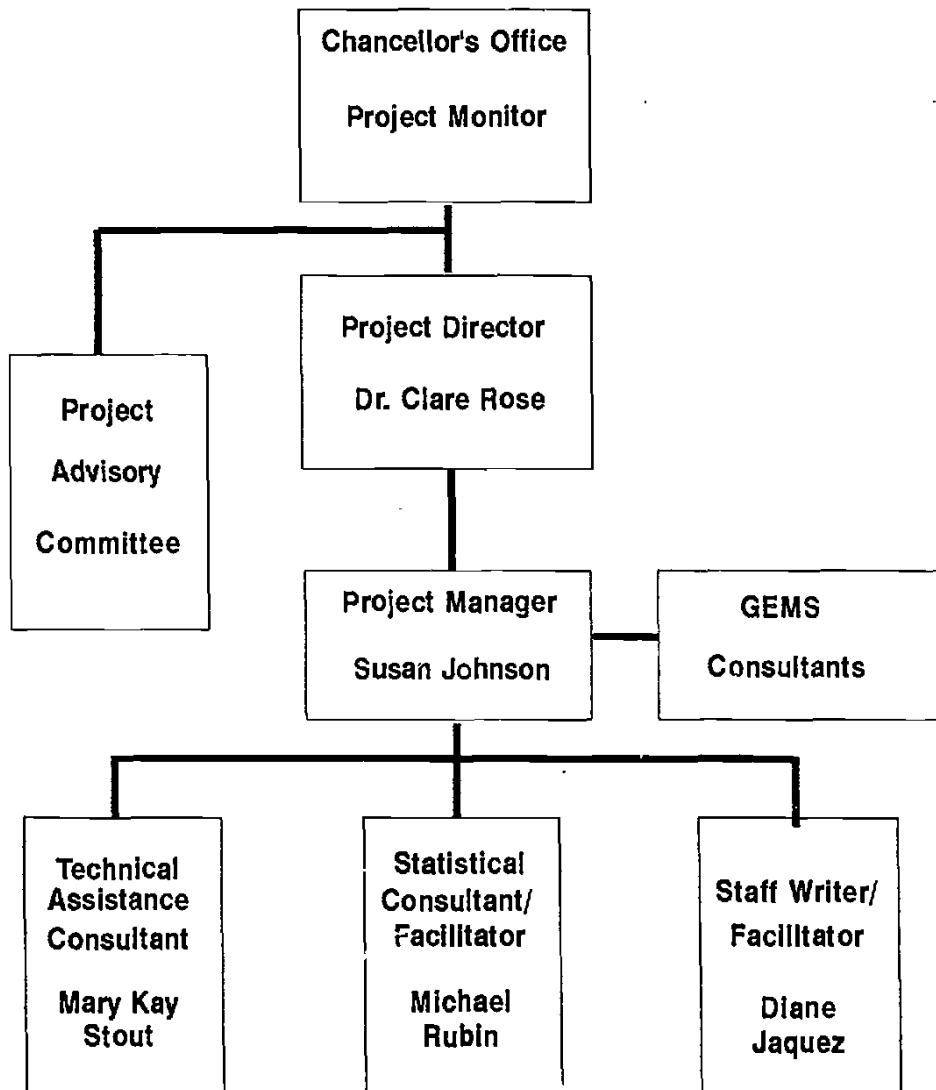 Chancellor's Office
Project Monitor
Project Director
Dr. Clare Rose
Project
Advisory
Committee
Project Manager
Susan Johnson
GEMS
Consultants
Technical
Assistance
Consultant
Mary Kay
Stout
Statistical
Consultant/
Facilitator
Michael
Rubin
Staff Writer/
Facilitator
Diane
Jaquez